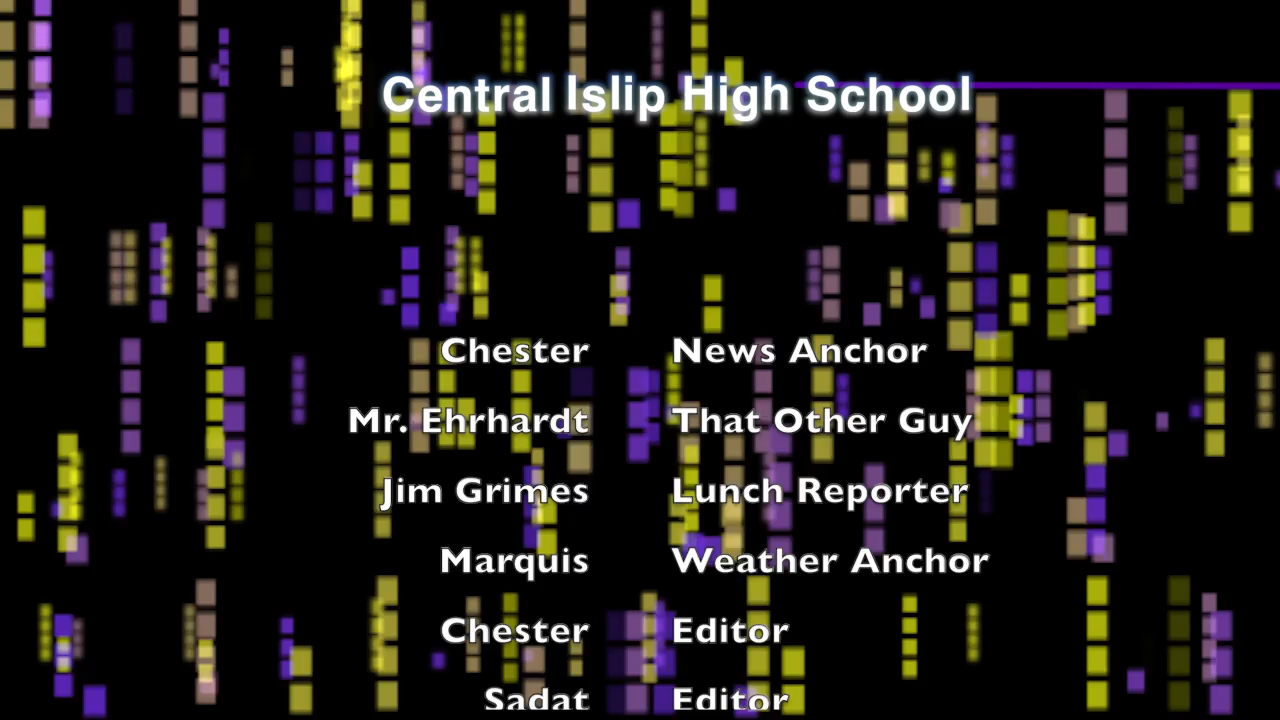 Central Islip High School
Chester News Anchor
Mr. Ehrhardt That Other Guy
Jim Grimes Lunch Reporter
Marquis Weather Anchor
Chester Editor
Sadat Editor